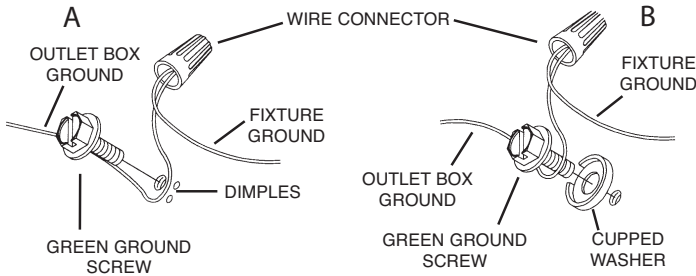 A
WIRE CONNECTOR
B
OUTLET BOX
GROUND
FIXTURE
GROUND
DIMPLES
GREEN GROUND
SCREW
FIXTURE
GROUND
OUTLET BOX
GROUND
GREEN GROUND
SCREW
CUPPED
WASHER